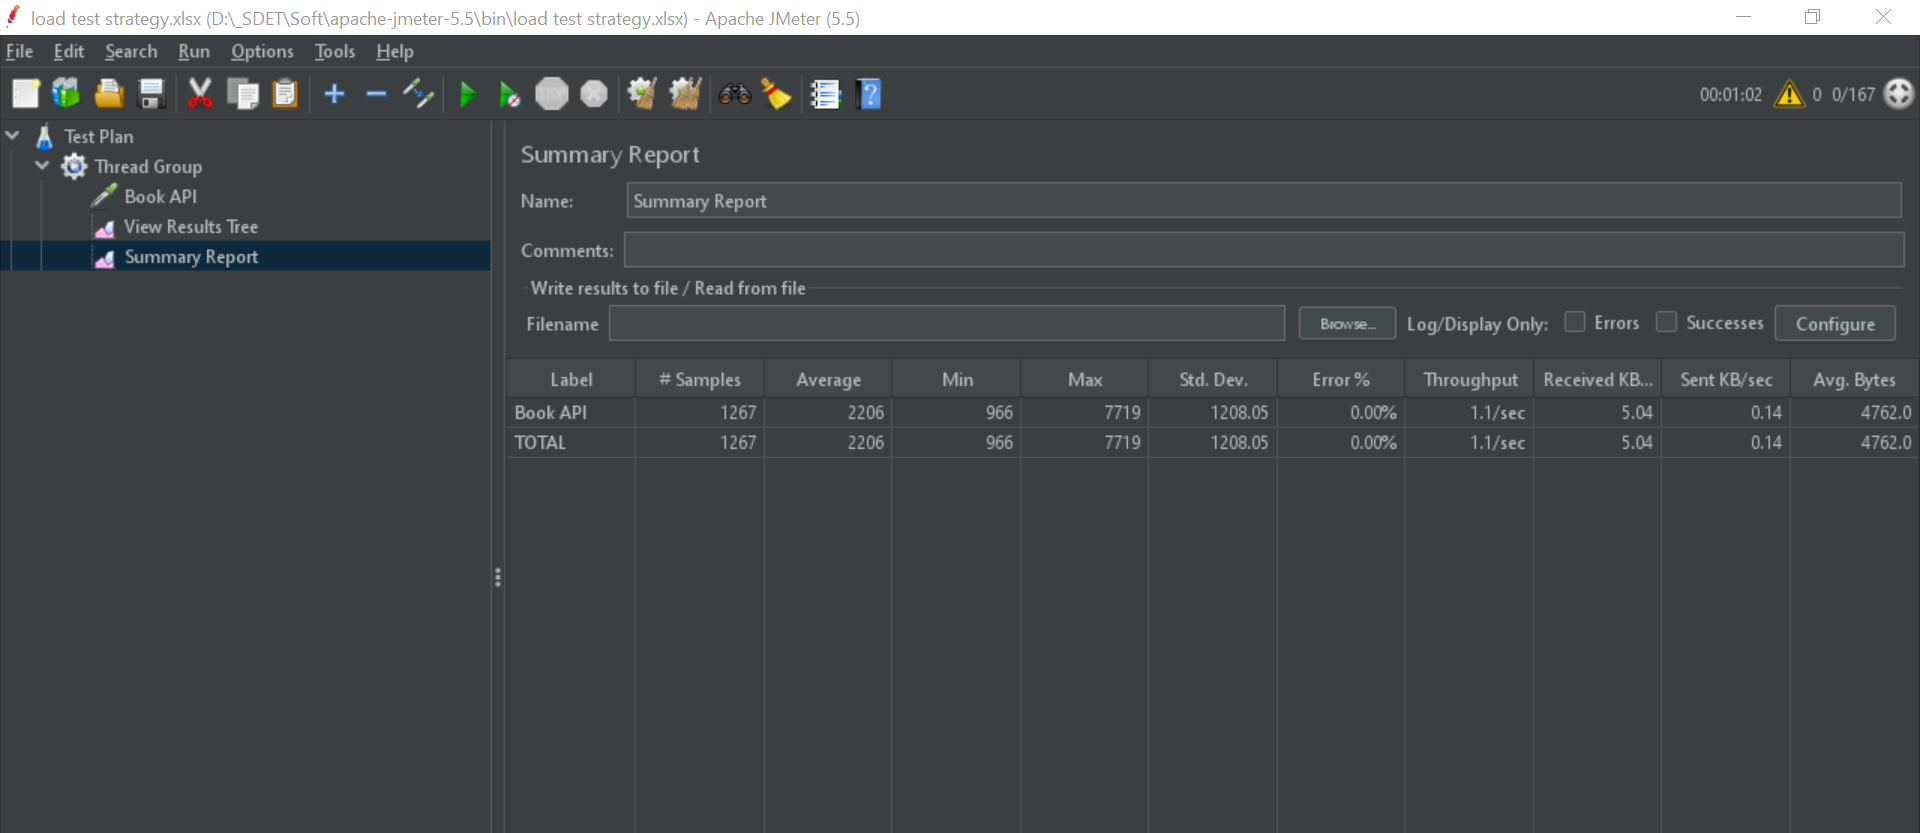 load test strategy.xlsx (D:\_SDET\Soft\apache-jmeter-5.5\bin\load test strategy.xlsx) - Apache JMeter (5.5)
File Edit Search Run Options Tools Help
STOP 00:01:02 0 0/167
Test Plan
Thread Group
Book API
View Results Tree
Summary Report
Summary Report
Name: Summary Report
Comments:
Write results to file / Read from file
Filename Browse... Log/Display Only: Errors Successes Configure
Label # Samples Average Min Max Std. Dev. Error % Throughput Received KB... Sent KB/sec Avg. Bytes
Book API 1267 2206 966 7719 1208.05 0.00% 1.1/sec 5.04 0.14 4762.0
TOTAL 1267 2206 966 7719 1208.05 0.00% 1.1/sec 5.04 0.14 4762.0